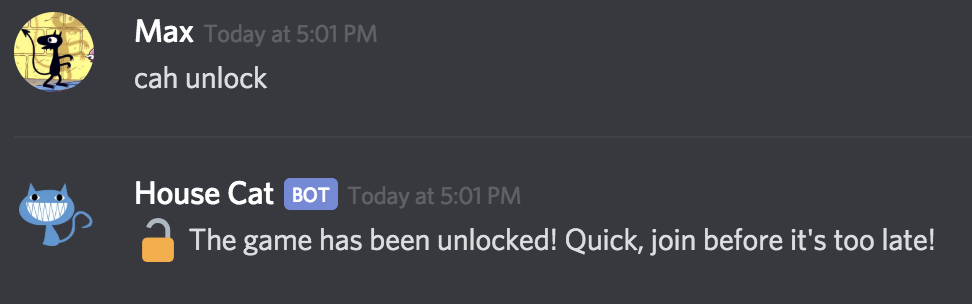 Max Today at 5:01 PM
cah unlock
House Cat BOT Today at 5:01 PM
🔓 The game has been unlocked! Quick, join before it's too late!